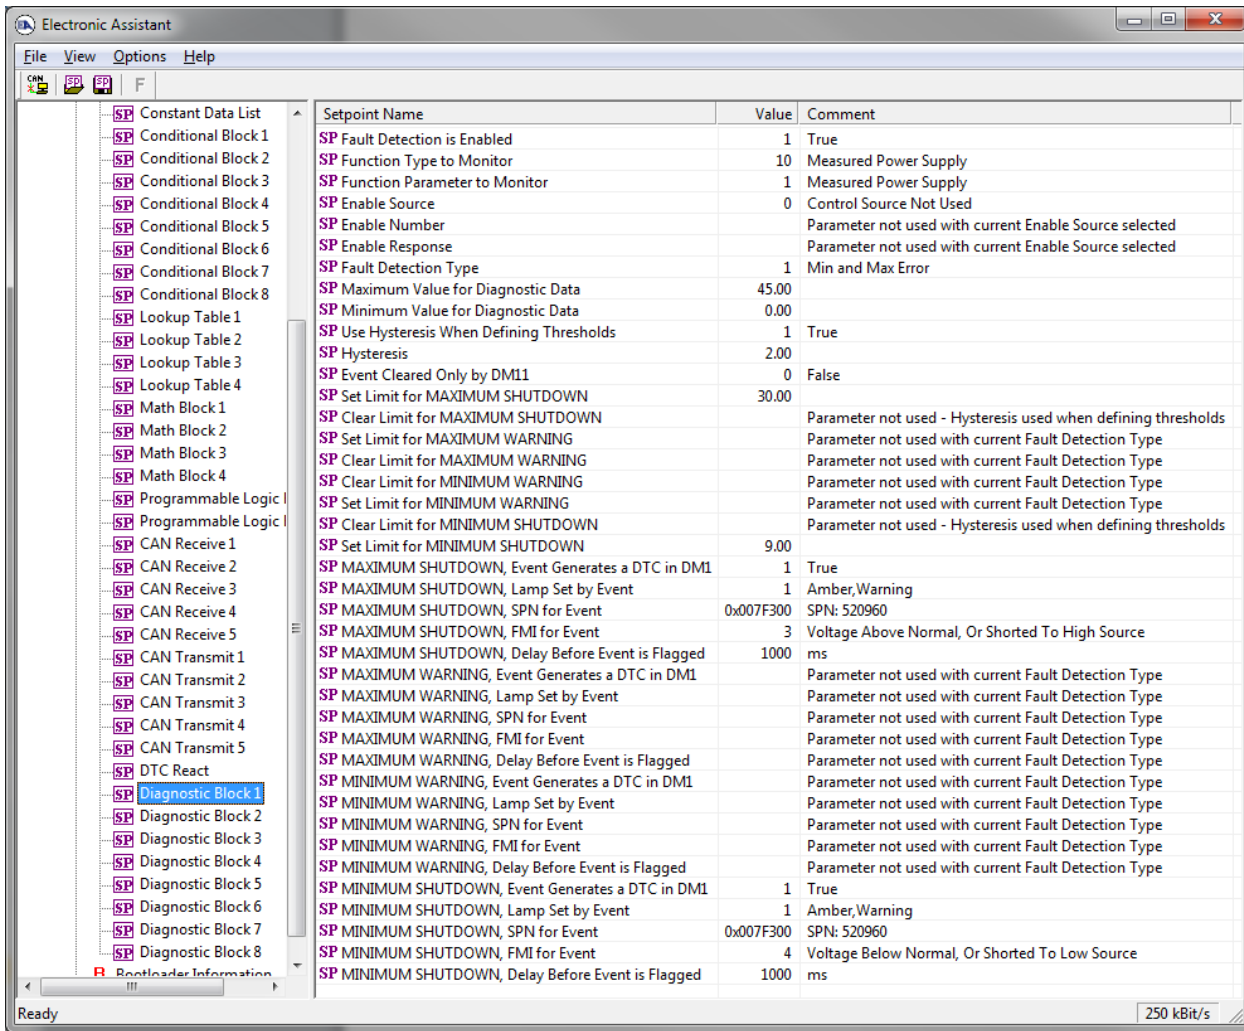 Electronic Assistant
File View Options Help
CAN SP SP F
SP Constant Data List
SP Conditional Block 1
SP Conditional Block 2
SP Conditional Block 3
SP Conditional Block 4
SP Conditional Block 5
SP Conditional Block 6
SP Conditional Block 7
SP Conditional Block 8
SP Lookup Table 1
SP Lookup Table 2
SP Lookup Table 3
SP Lookup Table 4
SP Math Block 1
SP Math Block 2
SP Math Block 3
SP Math Block 4
SP Programmable Logic
SP Programmable Logic
SP CAN Receive 1
SP CAN Receive 2
SP CAN Receive 3
SP CAN Receive 4
SP CAN Receive 5
SP CAN Transmit 1
SP CAN Transmit 2
SP CAN Transmit 3
SP CAN Transmit 4
SP CAN Transmit 5
SP DTC React
SP Diagnostic Block 1
SP Diagnostic Block 2
SP Diagnostic Block 3
SP Diagnostic Block 4
SP Diagnostic Block 5
SP Diagnostic Block 6
SP Diagnostic Block 7
SP Diagnostic Block 8
B Bootloader Information
Setpoint Name Value Comment
SP Fault Detection is Enabled 1 True
SP Function Type to Monitor 10 Measured Power Supply
SP Function Parameter to Monitor 1 Measured Power Supply
SP Enable Source 0 Control Source Not Used
SP Enable Number Parameter not used with current Enable Source selected
SP Enable Response Parameter not used with current Enable Source selected
SP Fault Detection Type 1 Min and Max Error
SP Maximum Value for Diagnostic Data 45.00
SP Minimum Value for Diagnostic Data 0.00
SP Use Hysteresis When Defining Thresholds 1 True
SP Hysteresis 2.00
SP Event Cleared Only by DM11 0 False
SP Set Limit for MAXIMUM SHUTDOWN 30.00
SP Clear Limit for MAXIMUM SHUTDOWN Parameter not used - Hysteresis used when defining thresholds
SP Set Limit for MAXIMUM WARNING Parameter not used with current Fault Detection Type
SP Clear Limit for MAXIMUM WARNING Parameter not used with current Fault Detection Type
SP Clear Limit for MINIMUM WARNING Parameter not used with current Fault Detection Type
SP Set Limit for MINIMUM WARNING Parameter not used with current Fault Detection Type
SP Clear Limit for MINIMUM SHUTDOWN Parameter not used - Hysteresis used when defining thresholds
SP Set Limit for MINIMUM SHUTDOWN 9.00
SP MAXIMUM SHUTDOWN, Event Generates a DTC in DM1 1 True
SP MAXIMUM SHUTDOWN, Lamp Set by Event 1 Amber,Warning
SP MAXIMUM SHUTDOWN, SPN for Event 0x007F300 SPN: 520960
SP MAXIMUM SHUTDOWN, FMI for Event 3 Voltage Above Normal, Or Shorted To High Source
SP MAXIMUM SHUTDOWN, Delay Before Event is Flagged 1000 ms
SP MAXIMUM WARNING, Event Generates a DTC in DM1 Parameter not used with current Fault Detection Type
SP MAXIMUM WARNING, Lamp Set by Event Parameter not used with current Fault Detection Type
SP MAXIMUM WARNING, SPN for Event Parameter not used with current Fault Detection Type
SP MAXIMUM WARNING, FMI for Event Parameter not used with current Fault Detection Type
SP MAXIMUM WARNING, Delay Before Event is Flagged Parameter not used with current Fault Detection Type
SP MINIMUM WARNING, Event Generates a DTC in DM1 Parameter not used with current Fault Detection Type
SP MINIMUM WARNING, Lamp Set by Event Parameter not used with current Fault Detection Type
SP MINIMUM WARNING, SPN for Event Parameter not used with current Fault Detection Type
SP MINIMUM WARNING, FMI for Event Parameter not used with current Fault Detection Type
SP MINIMUM WARNING, Delay Before Event is Flagged Parameter not used with current Fault Detection Type
SP MINIMUM SHUTDOWN, Event Generates a DTC in DM1 1 True
SP MINIMUM SHUTDOWN, Lamp Set by Event 1 Amber,Warning
SP MINIMUM SHUTDOWN, SPN for Event 0x007F300 SPN: 520960
SP MINIMUM SHUTDOWN, FMI for Event 4 Voltage Below Normal, Or Shorted To Low Source
SP MINIMUM SHUTDOWN, Delay Before Event is Flagged 1000 ms
Ready 250 kBit/s